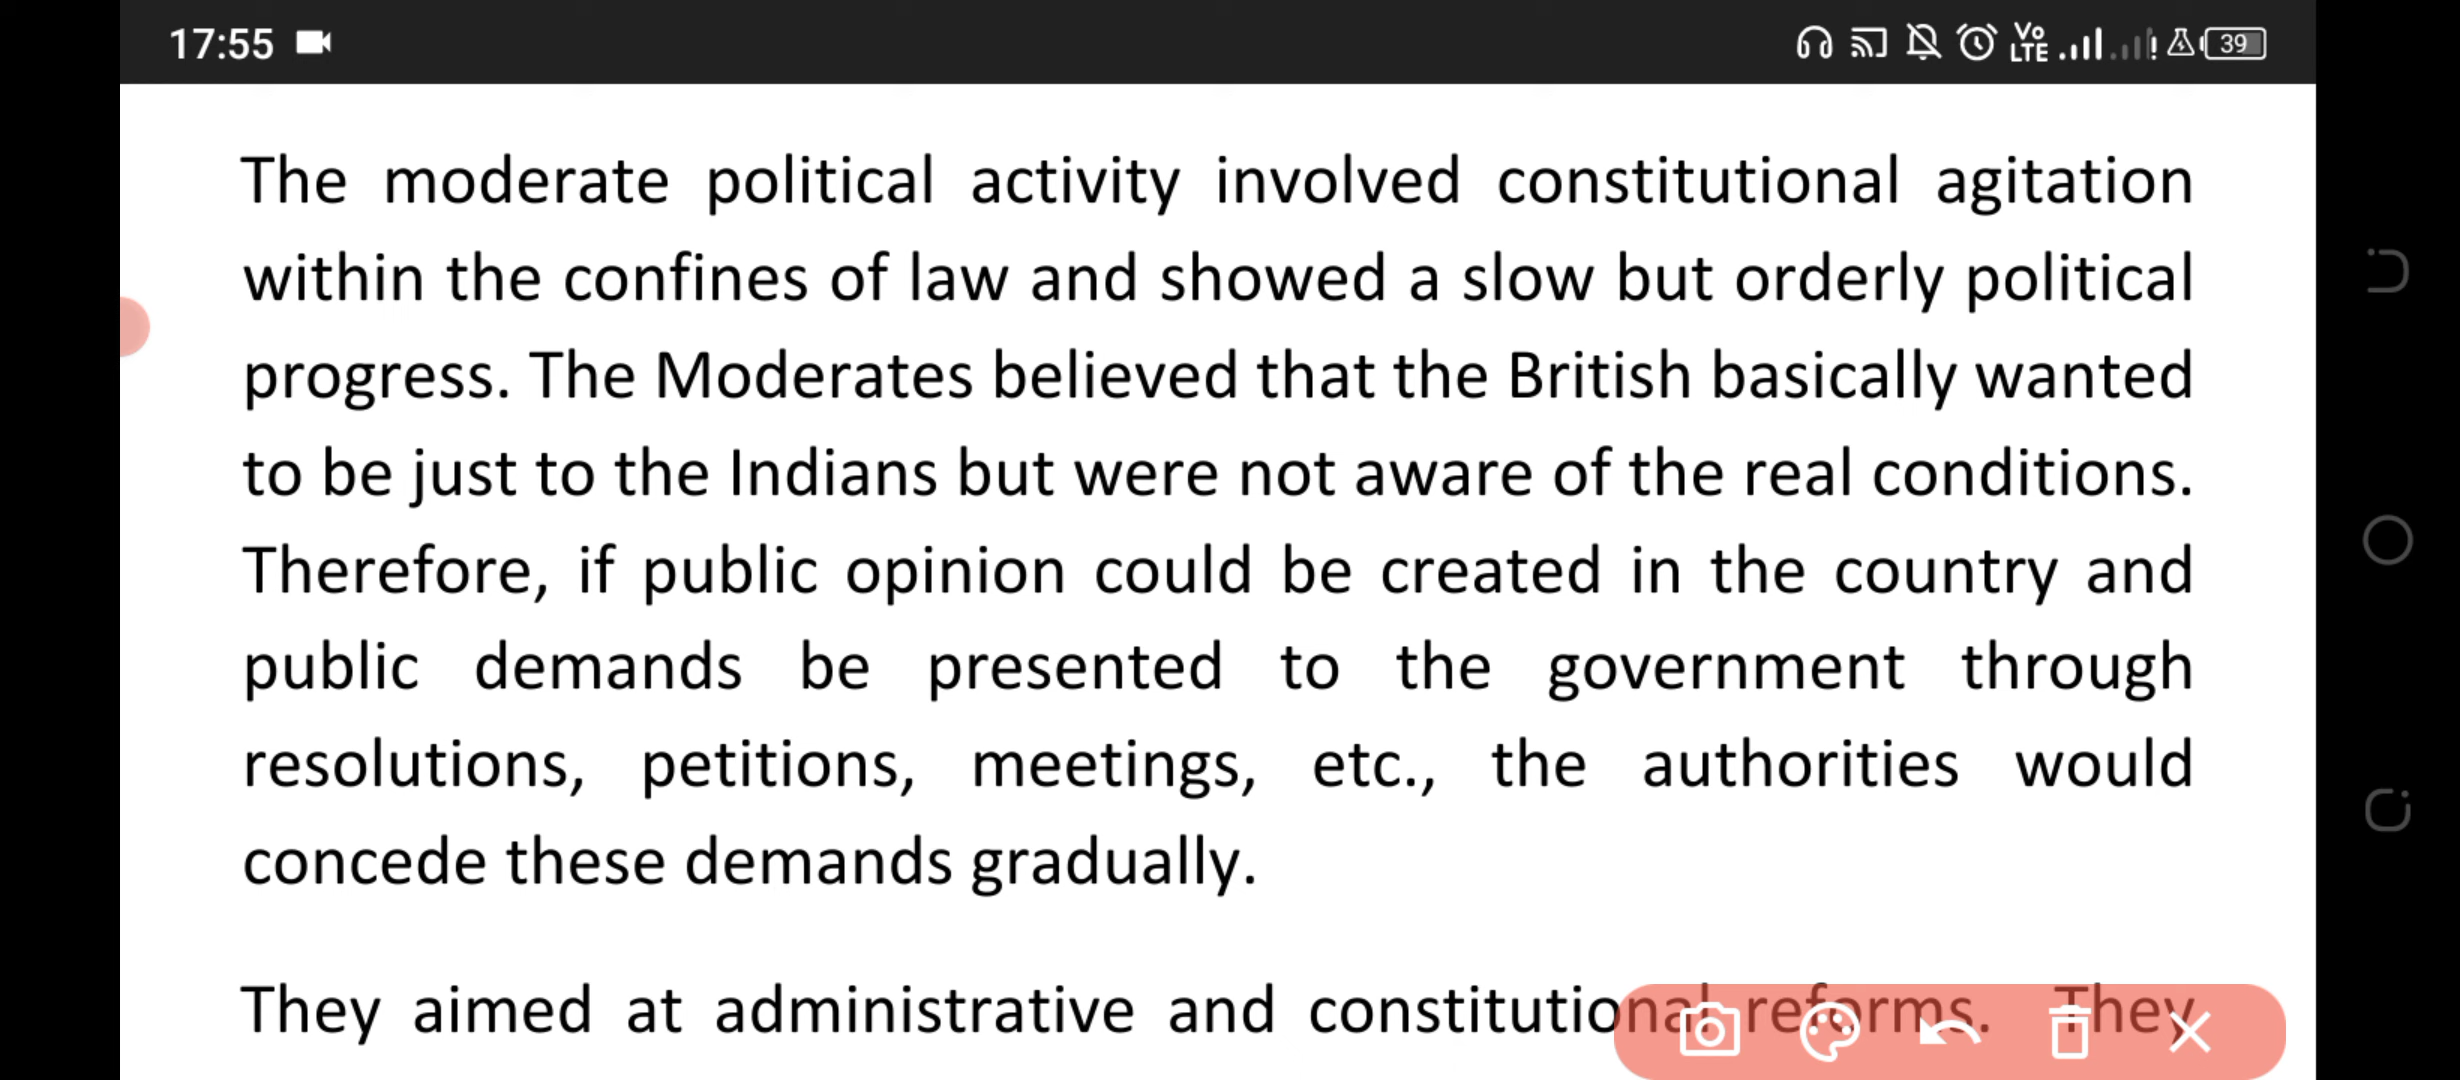 17:55
Vo
LTE
39
The moderate political activity involved constitutional agitation
within the confines of law and showed a slow but orderly political
progress. The Moderates believed that the British basically wanted
to be just to the Indians but were not aware of the real conditions.
Therefore, if public opinion could be created in the country and
public demands be presented to the government through
resolutions, petitions, meetings, etc., the authorities would
concede these demands gradually.
They aimed at administrative and constitutional reforms. They